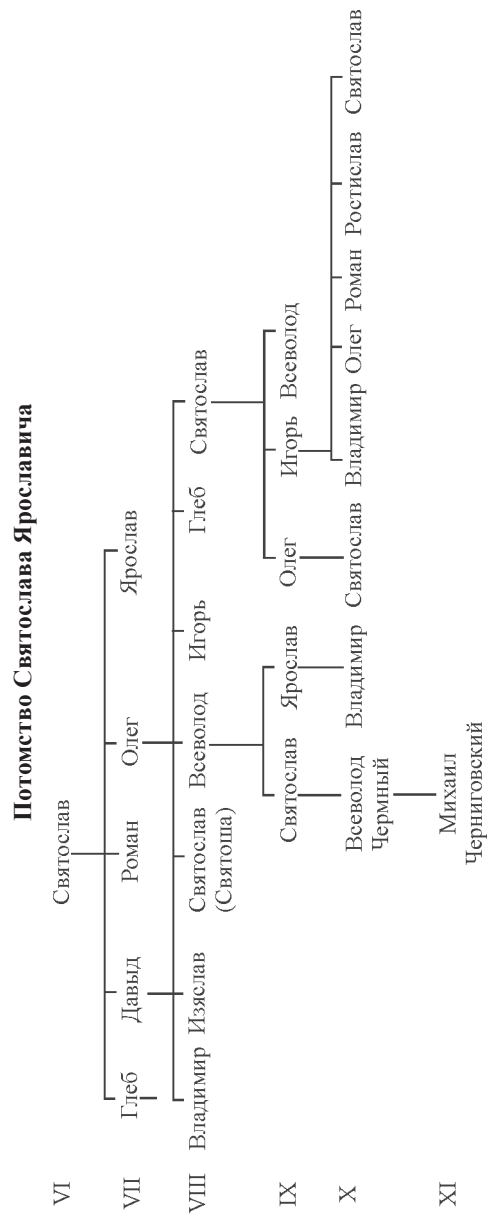 Потомство Святослава Ярославича
VI Святослав
VII Глеб Давыд Роман Олег Ярослав
VIII Владимир Изяслав Святослав Всеволод Игорь Глеб Святослав
(Святоша)
IX Святослав Ярослав Олег Игорь Всеволод
X Всеволод Владимир Святослав Владимир Олег Роман Ростислав Святослав
Чермный
XI Михаил
Черниговский